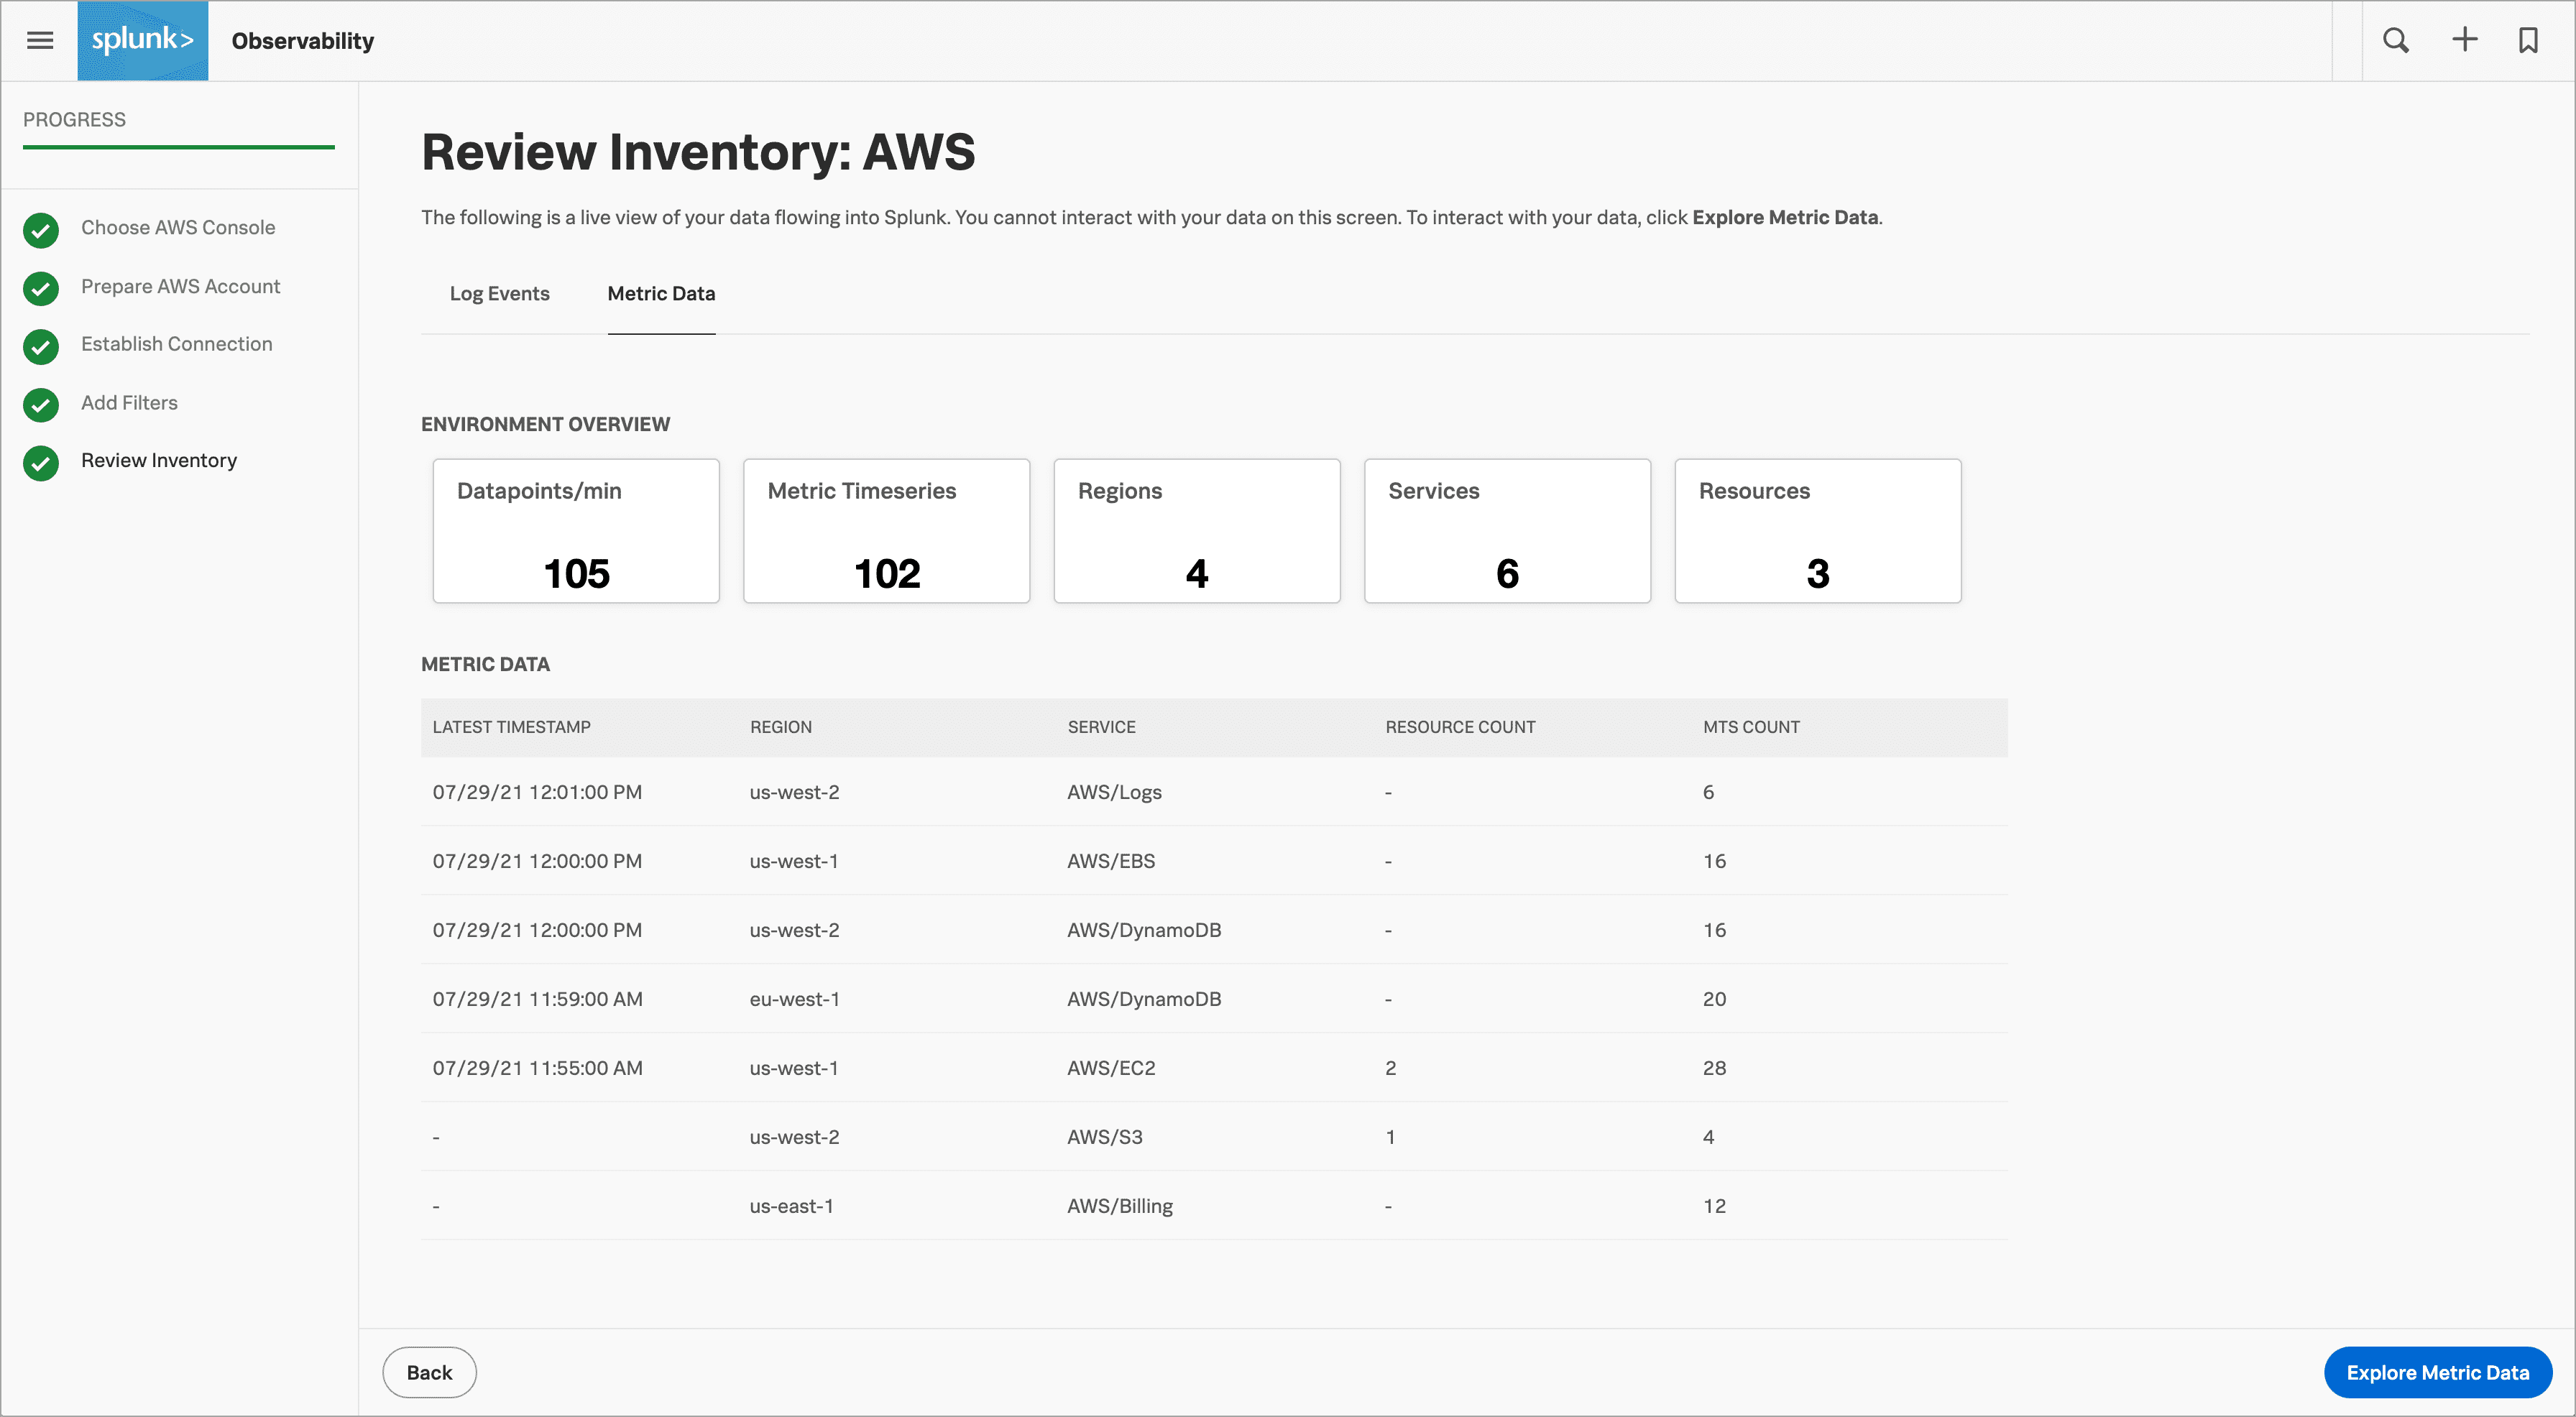 splunk> Observability
PROGRESS
Choose AWS Console
Prepare AWS Account
Establish Connection
Add Filters
Review Inventory
Review Inventory: AWS
The following is a live view of your data flowing into Splunk. You cannot interact with your data on this screen. To interact with your data, click Explore Metric Data.
Log Events Metric Data
ENVIRONMENT OVERVIEW
Datapoints/min Metric Timeseries Regions Services Resources
105 102 4 6 3
METRIC DATA
LATEST TIMESTAMP REGION SERVICE RESOURCE COUNT MTS COUNT
07/29/21 12:01:00 PM us-west-2 AWS/Logs - 6
07/29/21 12:00:00 PM us-west-1 AWS/EBS - 16
07/29/21 12:00:00 PM us-west-2 AWS/DynamoDB - 16
07/29/21 11:59:00 AM eu-west-1 AWS/DynamoDB - 20
07/29/21 11:55:00 AM us-west-1 AWS/EC2 2 28
- us-west-2 AWS/S3 1 4
- us-east-1 AWS/Billing - 12
Back Explore Metric Data